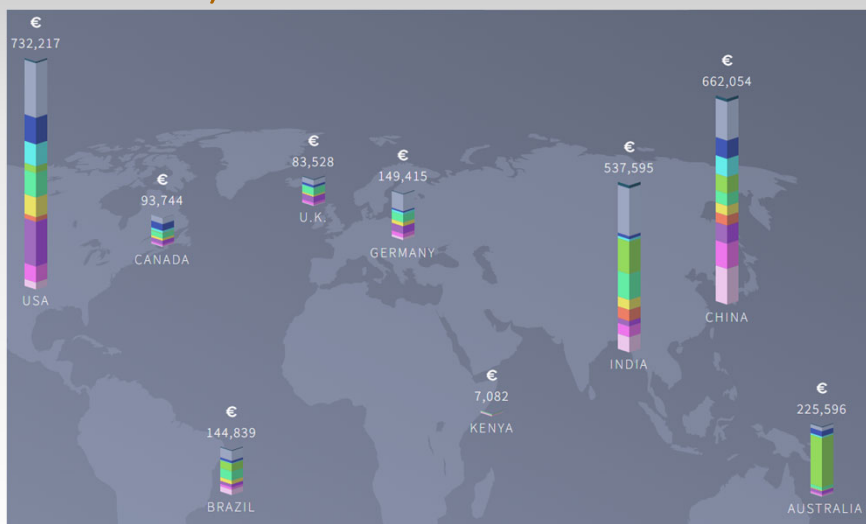 €
732,217
USA
€
93,744
CANADA
€
83,528
U.K.
€
149,415
GERMANY
€
537,595
INDIA
€
662,054
CHINA
€
144,839
BRAZIL
€
7,082
KENYA
€
225,596
AUSTRALIA